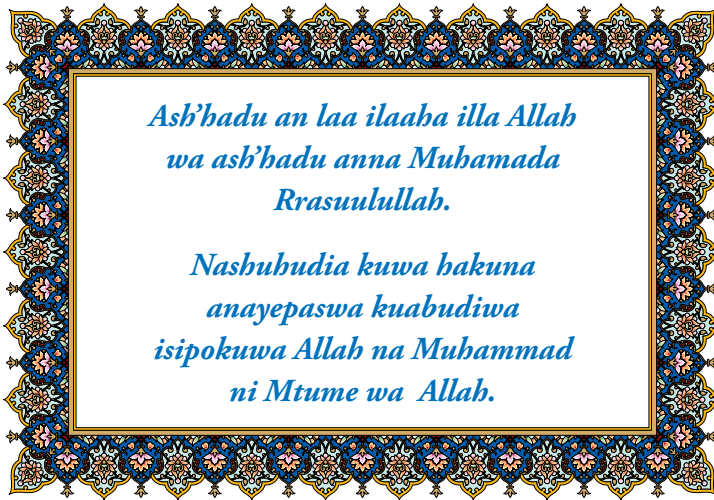 Ash’hadu an laa ilaaha illa Allah
wa ash’hadu anna Muhamada
Rrasuulullah.
Nashuhudia kuwa hakuna
anayepaswa kuabudiwa
isipokuwa Allah na Muhammad
ni Mtume wa Allah.